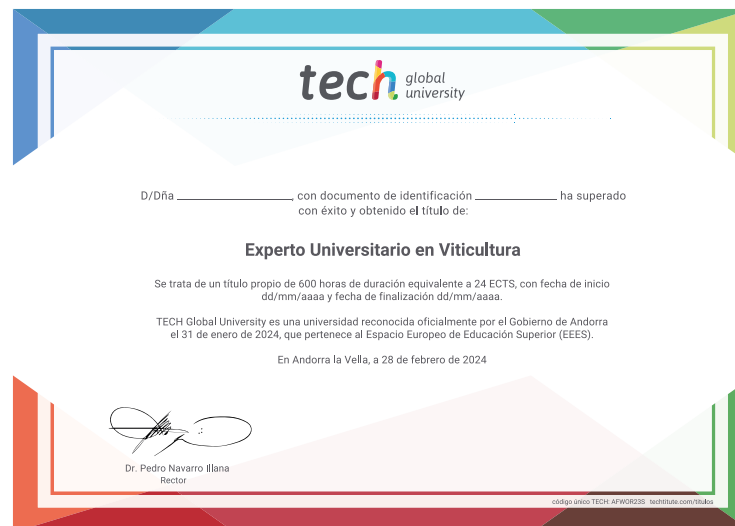 tech global
university
D/Dña ____________, con documento de identificación ____________ ha superado
con éxito y obtenido el título de:
Experto Universitario en Viticultura
Se trata de un título propio de 600 horas de duración equivalente a 24 ECTS, con fecha de inicio
dd/mm/aaaa y fecha de finalización dd/mm/aaaa.
TECH Global University es una universidad reconocida oficialmente por el Gobierno de Andorra
el 31 de enero de 2024, que pertenece al Espacio Europeo de Educación Superior (EEES).
En Andorra la Vella, a 28 de febrero de 2024
Dr. Pedro Navarro Illana
Rector
código único TECH: AFWOR23S techtitute.com/titulos